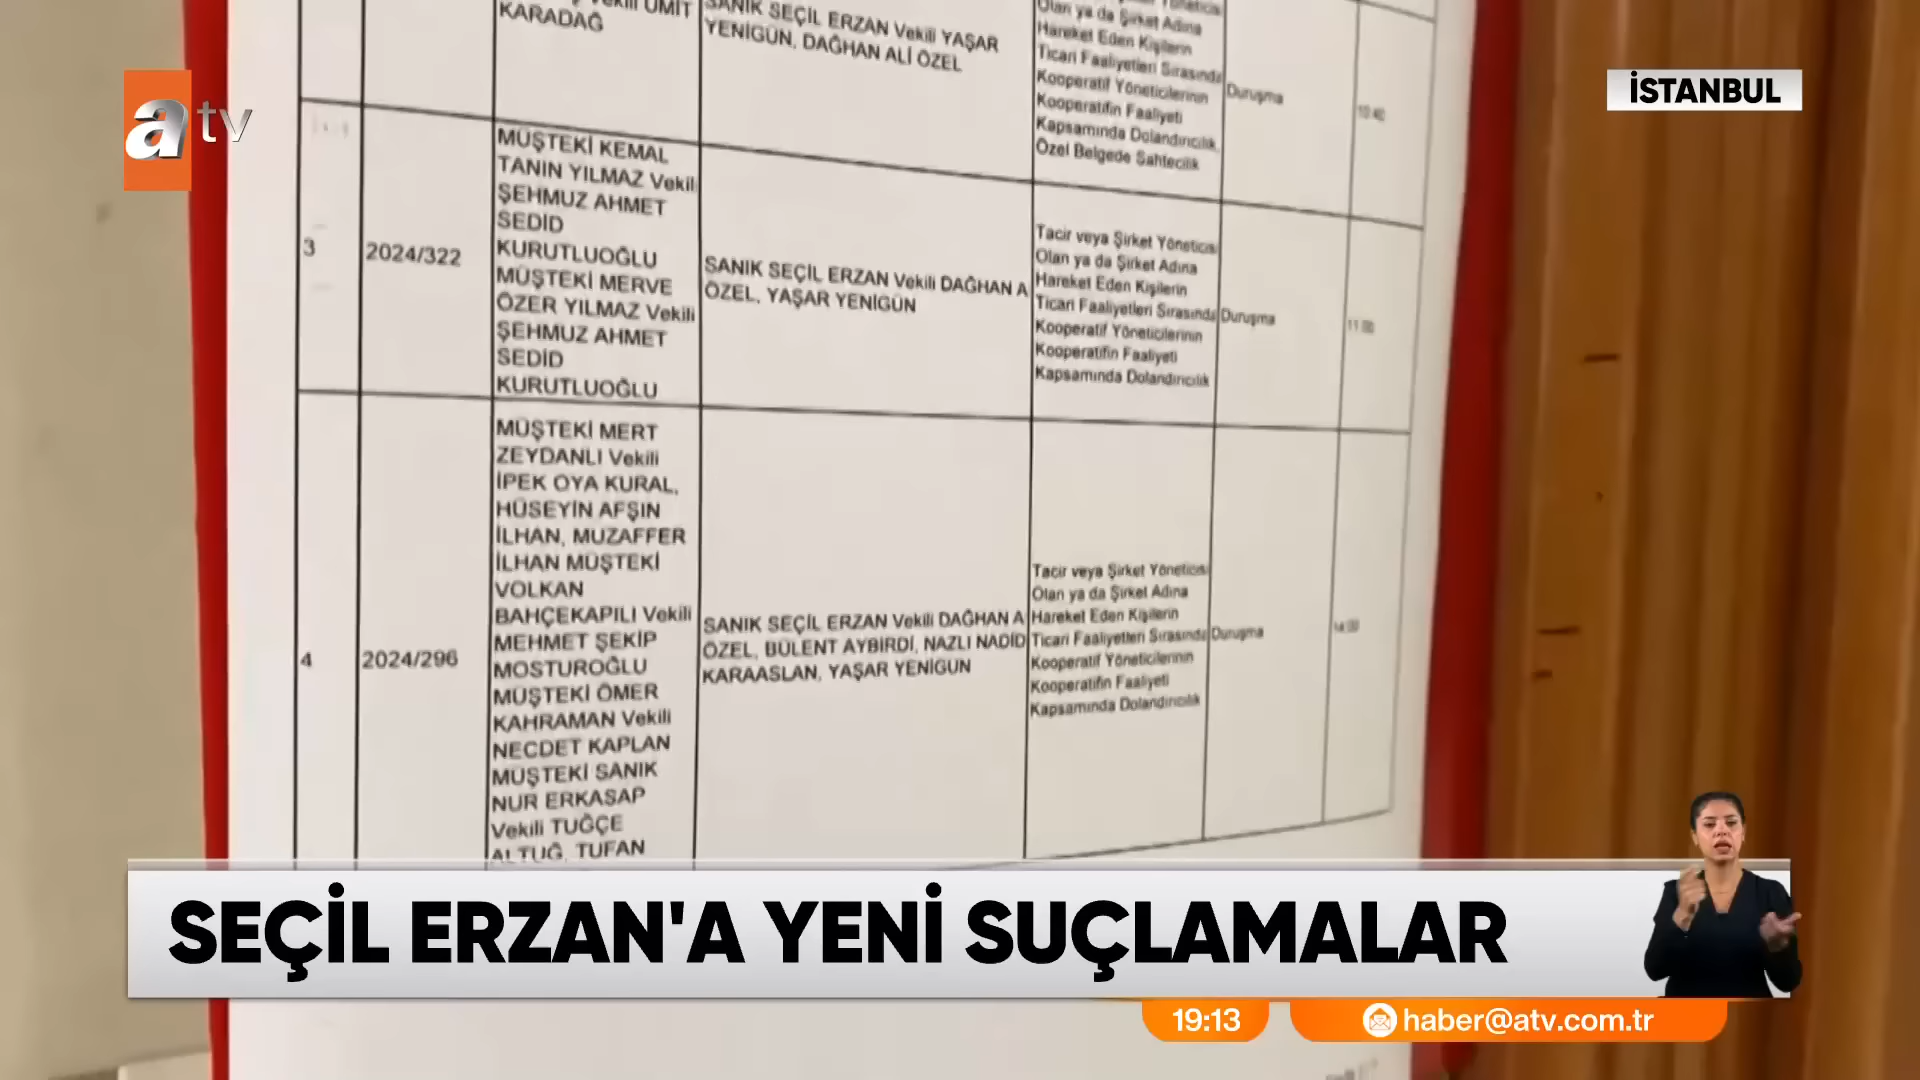 atv
İSTANBUL
KARADAĞ
SANIK SEÇİL ERZAN Vekili YAŞAR
YENİGÜN, DAĞHAN ALİ ÖZEL
Olan ya da Şirket Adına
Hareket Eden Kişilerin
Ticari Faaliyetleri Sırasında
Kooperatif Yöneticilerinin
Kooperatifin Faaliyeti
Kapsamında Dolandırıcılık,
Özel Belgede Sahtecilik
Duruşma
10:40
3
2024/322
MÜŞTEKİ KEMAL
TANIN YILMAZ Vekili
ŞEHMUZ AHMET
SEDİD
KURUTLUOĞLU
MÜŞTEKİ MERVE
ÖZER YILMAZ Vekili
ŞEHMUZ AHMET
SEDİD
KURUTLUOĞLU
SANIK SEÇİL ERZAN Vekili DAĞHAN A
ÖZEL, YAŞAR YENİGÜN
Tacir veya Şirket Yöneticisi
Olan ya da Şirket Adına
Hareket Eden Kişilerin
Ticari Faaliyetleri Sırasında
Kooperatif Yöneticilerinin
Kooperatifin Faaliyeti
Kapsamında Dolandırıcılık
Duruşma
11:00
4
2024/296
MÜŞTEKİ MERT
ZEYDANLI Vekili
İPEK OYA KURAL,
HÜSEYİN AFŞIN
İLHAN, MUZAFFER
İLHAN MÜŞTEKİ
VOLKAN
BAHÇEKAPILI Vekili
MEHMET ŞEKİP
MOSTUROĞLU
MÜŞTEKİ ÖMER
KAHRAMAN Vekili
NECDET KAPLAN
MÜŞTEKİ SANIK
NUR ERKASAP
Vekili TUĞÇE
ALTUĞ, TUFAN
SANIK SEÇİL ERZAN Vekili DAĞHAN A
ÖZEL, BÜLENT AYBİRDİ, NAZLI NADİD
KARAASLAN, YAŞAR YENİGÜN
Tacir veya Şirket Yöneticisi
Olan ya da Şirket Adına
Hareket Eden Kişilerin
Ticari Faaliyetleri Sırasında
Kooperatif Yöneticilerinin
Kooperatifin Faaliyeti
Kapsamında Dolandırıcılık
Duruşma
SEÇİL ERZAN'A YENİ SUÇLAMALAR
19:13
haber@atv.com.tr